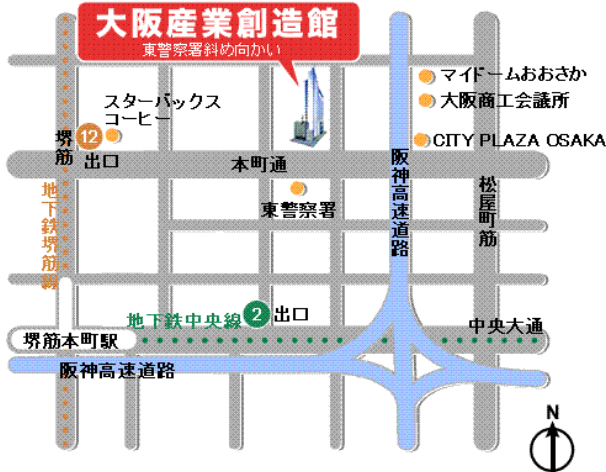 大阪産業創造館
東警察署斜め向かい
マイドームおおさか
大阪商工会議所
スターバックス
コーヒー
堺筋
12
出口
CITY PLAZA OSAKA
本町通
阪神高速道路
松屋町筋
東警察署
地下鉄堺筋線
地下鉄中央線
2
出口
中央大通
堺筋本町駅
阪神高速道路
N